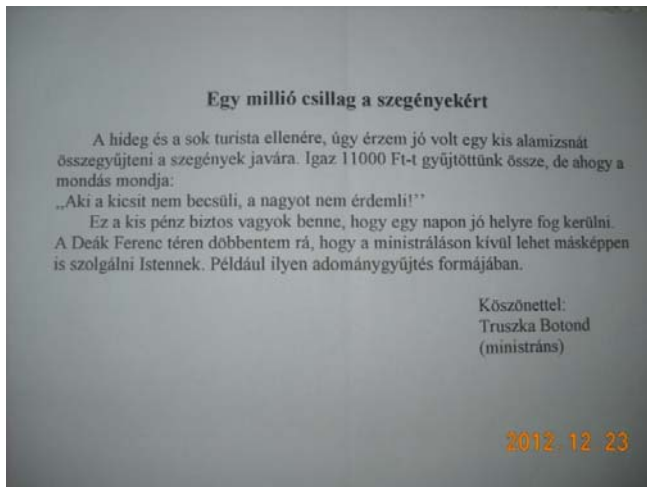 Egy millió csillag a szegényekért
A hideg és a sok turista ellenére, úgy érzem jó volt egy kis alamizsnát
összegyűjteni a szegények javára. Igaz 11000 Ft-t gyűjtöttünk össze, de ahogy a
mondás mondja:
„Aki a kicsit nem becsüli, a nagyot nem érdemli!’’
Ez a kis pénz biztos vagyok benne, hogy egy napon jó helyre fog kerülni.
A Deák Ferenc téren döbbentem rá, hogy a ministráláson kívül lehet másképpen
is szolgálni Istennek. Például ilyen adománygyűjtés formájában.
Köszönettel:
Truszka Botond
(ministráns)
2012.12.23